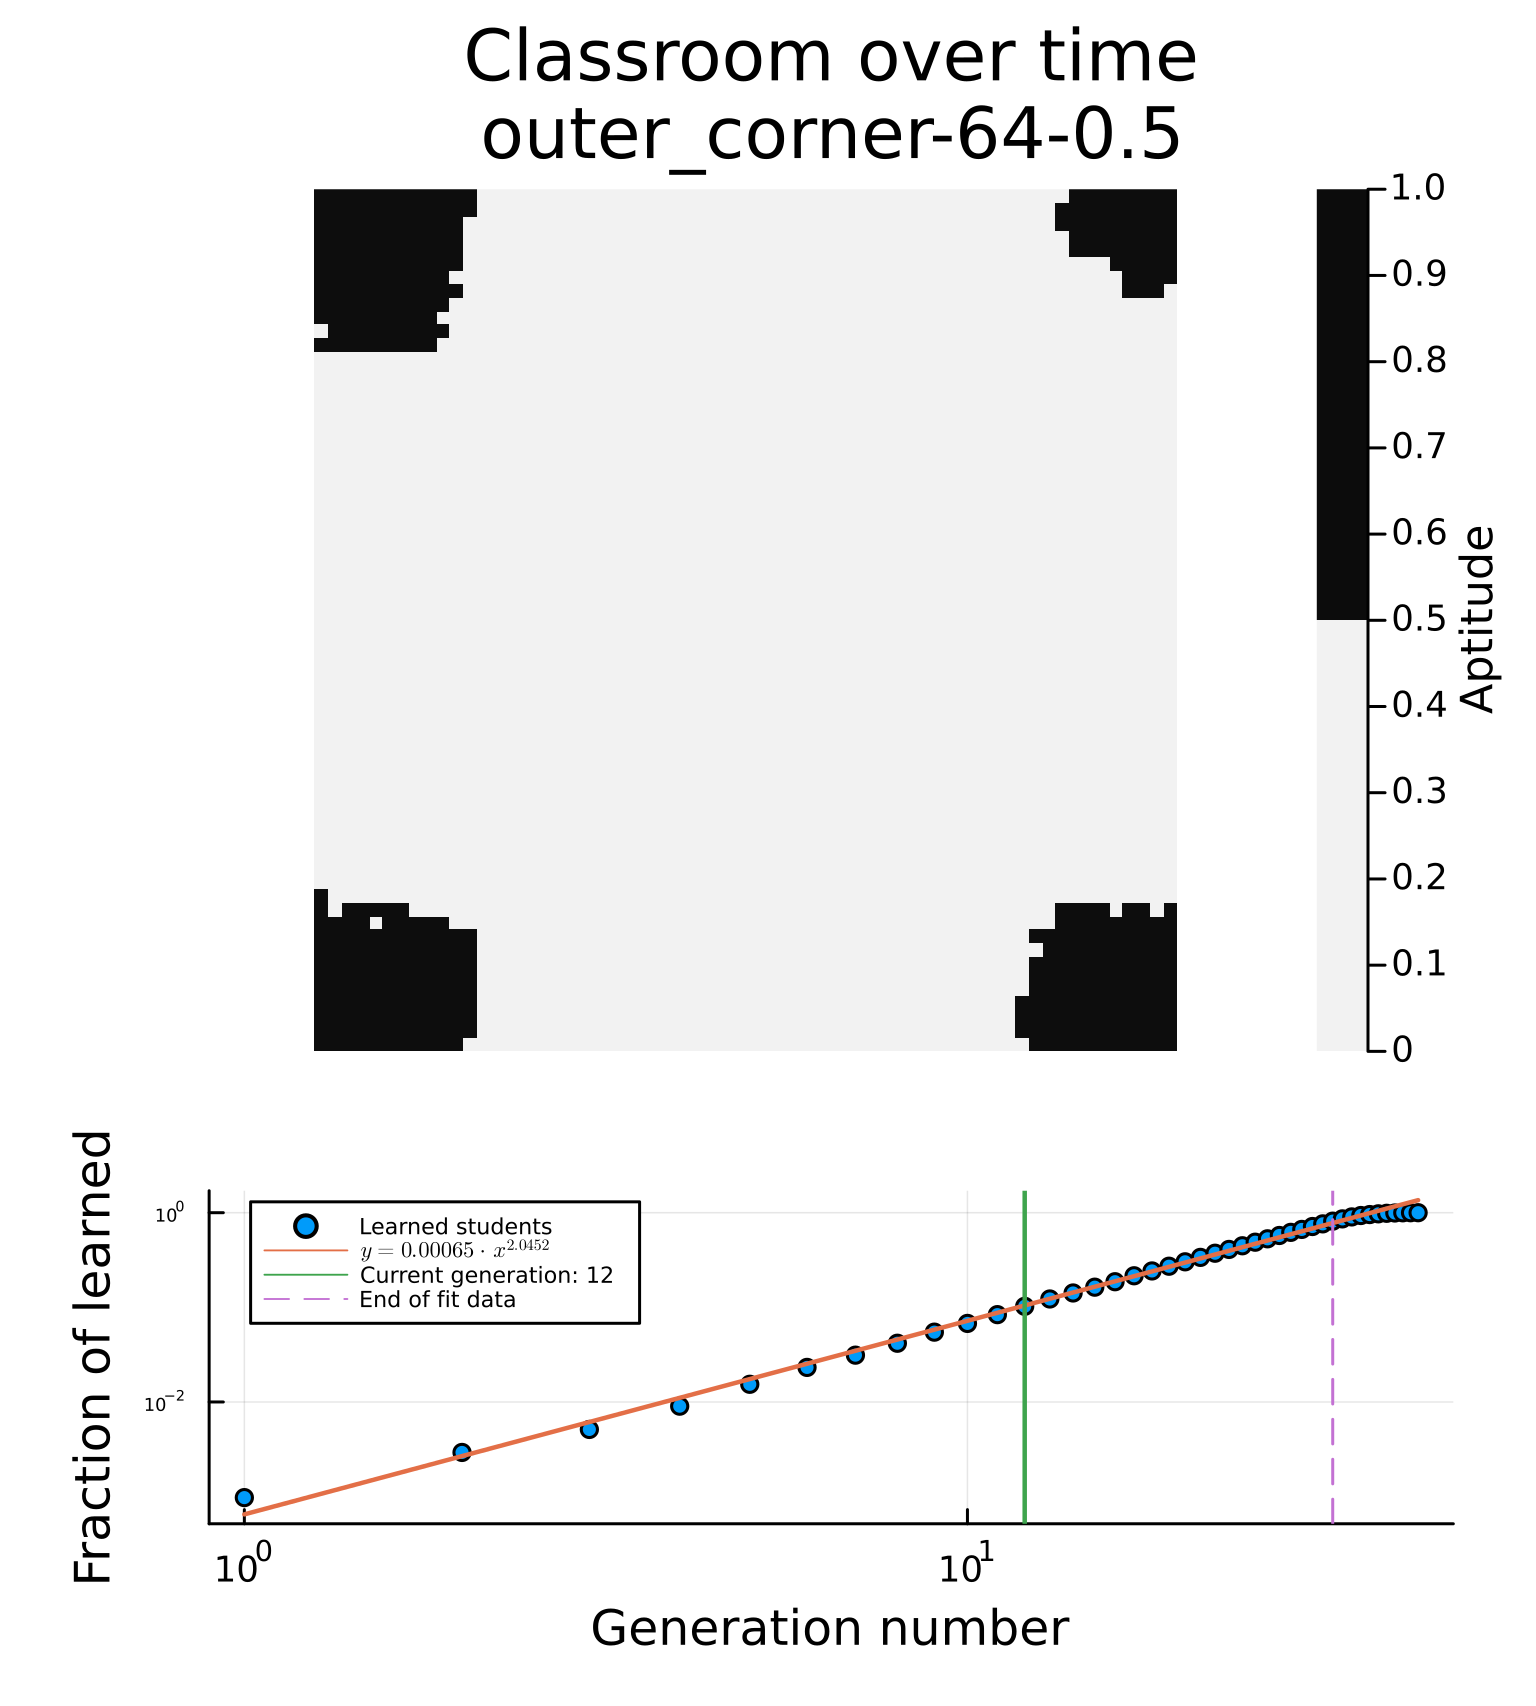 Classroom over time
outer_corner-64-0.5
1.0
0.9
0.8
0.7
0.6
0.5
0.4
0.3
0.2
0.1
0
Aptitude
Fraction of learned
10⁰
10⁻²
Learned students
y = 0.00065 · x^2.0452
Current generation: 12
End of fit data
10⁰
10¹
Generation number